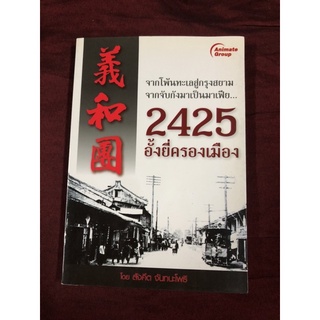 Animate
Group
義和團
จากโพ้นทะเลสู่กรุงสยาม
จากจับกังมาเป็นมาเฟีย...
2425
อั้งยี่ครองเมือง
โดย สังคีต จันทนะโพธิ